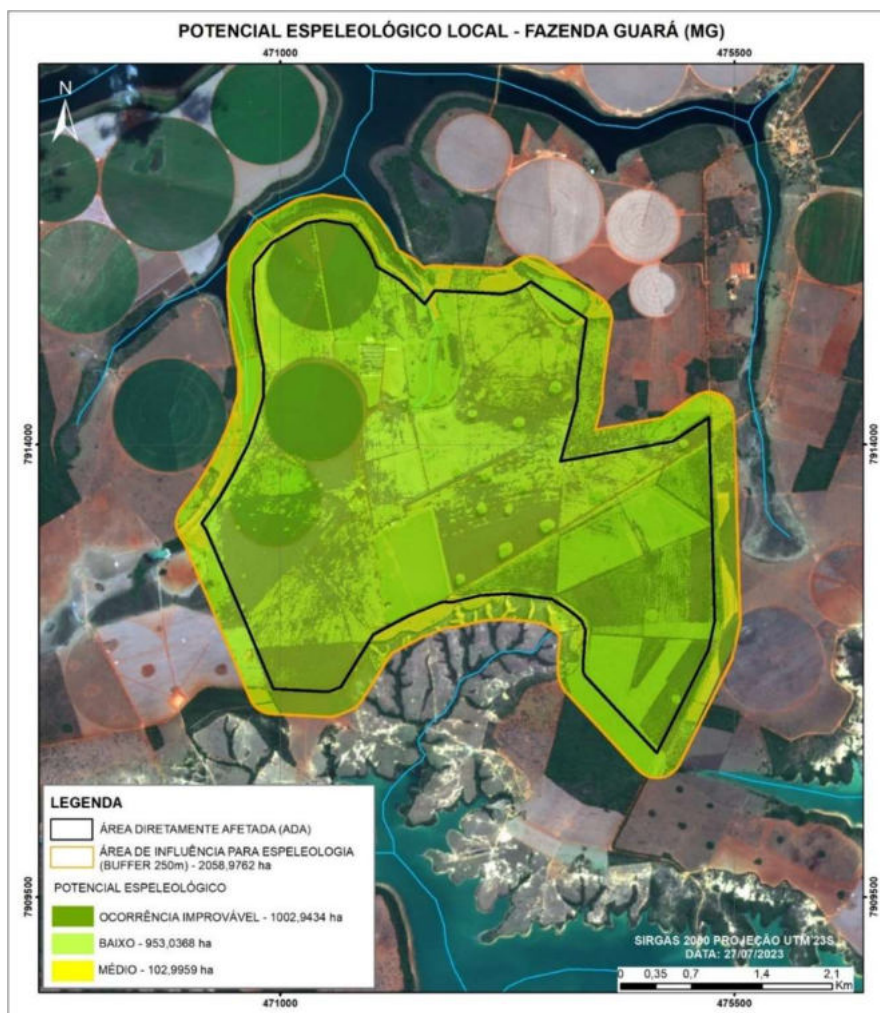 POTENCIAL ESPELEOLÓGICO LOCAL - FAZENDA GUARÁ (MG)
471000
475500
N
7914000
7914000
7909500
7909500
LEGENDA
ÁREA DIRETAMENTE AFETADA (ADA)
ÁREA DE INFLUÊNCIA PARA ESPELEOLOGIA
(BUFFER 250m) - 2058,9762 ha
POTENCIAL ESPELEOLÓGICO
OCORRÊNCIA IMPROVÁVEL - 1002,9434 ha
BAIXO - 953,0368 ha
MÉDIO - 102,9959 ha
SIRGAS 2000 PROJEÇÃO UTM 23S
DATA: 27/07/2023
0 0,35 0,7 1,4 2,1
Km
471000
475500